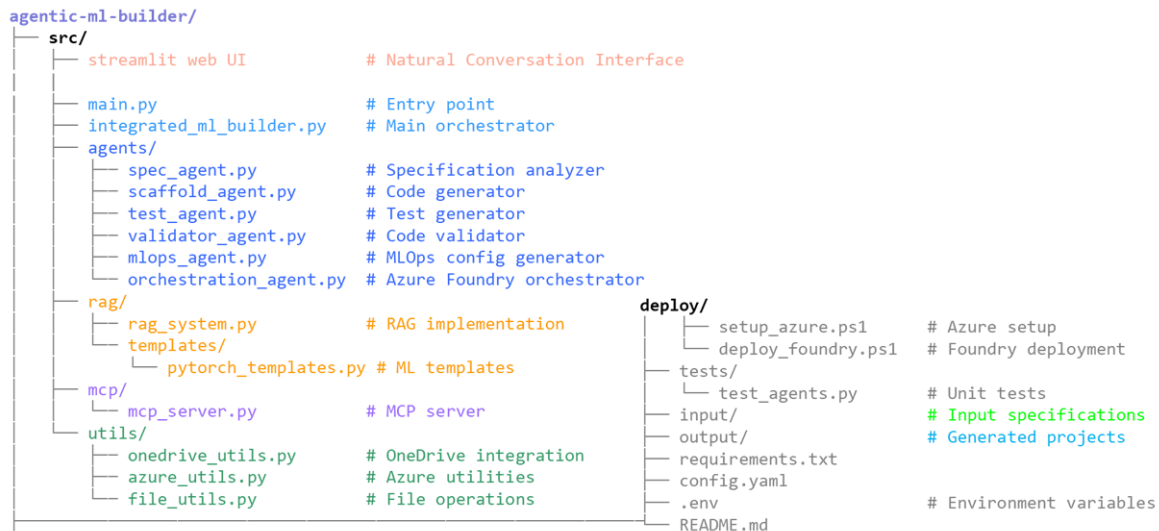 agentic-ml-builder/
├── src/
│   ├── streamlit web UI            # Natural Conversation Interface
│   │
│   ├── main.py                     # Entry point
│   ├── integrated_ml_builder.py    # Main orchestrator
│   ├── agents/
│   │   ├── spec_agent.py           # Specification analyzer
│   │   ├── scaffold_agent.py       # Code generator
│   │   ├── test_agent.py           # Test generator
│   │   ├── validator_agent.py      # Code validator
│   │   ├── mlops_agent.py          # MLOps config generator
│   │   └── orchestration_agent.py  # Azure Foundry orchestrator
│   ├── rag/
│   │   ├── rag_system.py           # RAG implementation
│   │   └── templates/
│   │       └── pytorch_templates.py # ML templates
│   ├── mcp/
│   │   └── mcp_server.py           # MCP server
│   └── utils/
│       ├── onedrive_utils.py       # OneDrive integration
│       ├── azure_utils.py          # Azure utilities
│       └── file_utils.py           # File operations
deploy/
│   ├── setup_azure.ps1      # Azure setup
│   └── deploy_foundry.ps1   # Foundry deployment
├── tests/
│   └── test_agents.py       # Unit tests
├── input/                   # Input specifications
├── output/                  # Generated projects
├── requirements.txt
├── config.yaml
├── .env                     # Environment variables
└── README.md